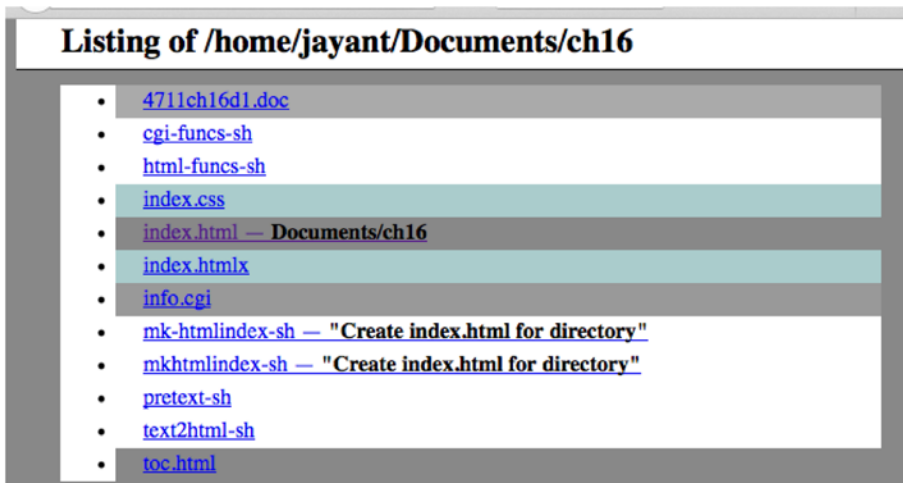 Listing of /home/jayant/Documents/ch16
4711ch16d1.doc
cgi-funcs-sh
html-funcs-sh
index.css
index.html — Documents/ch16
index.htmlx
info.cgi
mk-htmlindex-sh — "Create index.html for directory"
mkhtmlindex-sh — "Create index.html for directory"
pretext-sh
text2html-sh
toc.html